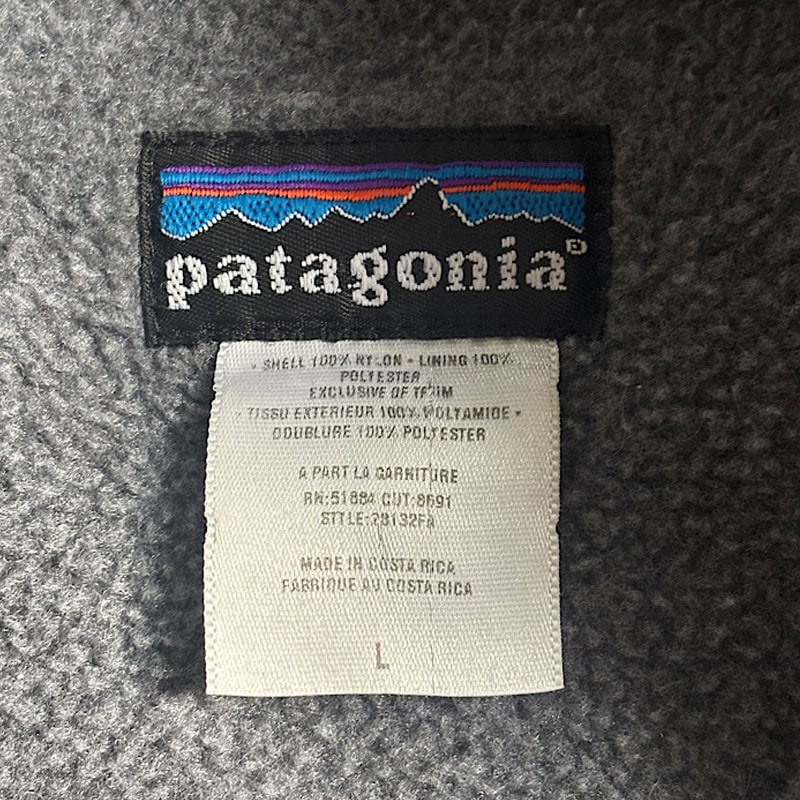 patagonia®
SHELL 100% NYLON - LINING 100%
POLYESTER
EXCLUSIVE OF TRIM
- TISSU EXTERIEUR 100% POLYAMIDE -
DOUBLURE 100% POLYESTER
A PART LA GARNITURE
RN:51884 CUT:8691
STYLE:28132FA
MADE IN COSTA RICA
FABRIQUE AU COSTA RICA
L